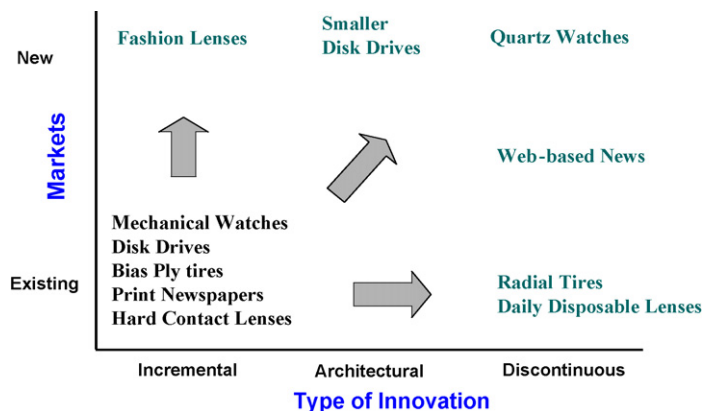 Fashion Lenses
Smaller
Disk Drives
Quartz Watches
New
Markets
Web-based News
Mechanical Watches
Disk Drives
Bias Ply tires
Print Newspapers
Hard Contact Lenses
Existing
Radial Tires
Daily Disposable Lenses
Incremental
Architectural
Discontinuous
Type of Innovation